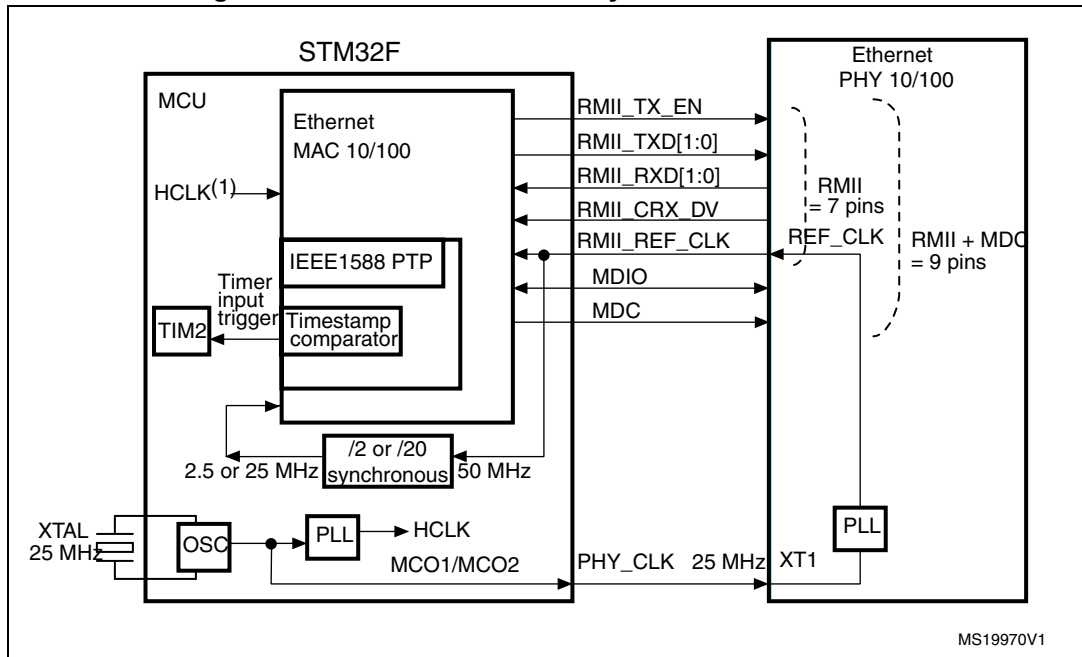 STM32F
MCU
Ethernet
MAC 10/100
HCLK(1)
IEEE1588 PTP
Timer
input
trigger
TIM2
Timestamp
comparator
/2 or /20
synchronous
2.5 or 25 MHz
50 MHz
XTAL
25 MHz
OSC
PLL
HCLK
MCO1/MCO2
RMII_TX_EN
RMII_TXD[1:0]
RMII_RXD[1:0]
RMII_CRX_DV
RMII_REF_CLK
MDIO
MDC
PHY_CLK 25 MHz
Ethernet
PHY 10/100
RMII
= 7 pins
REF_CLK
RMII + MDC
= 9 pins
PLL
XT1
MS19970V1